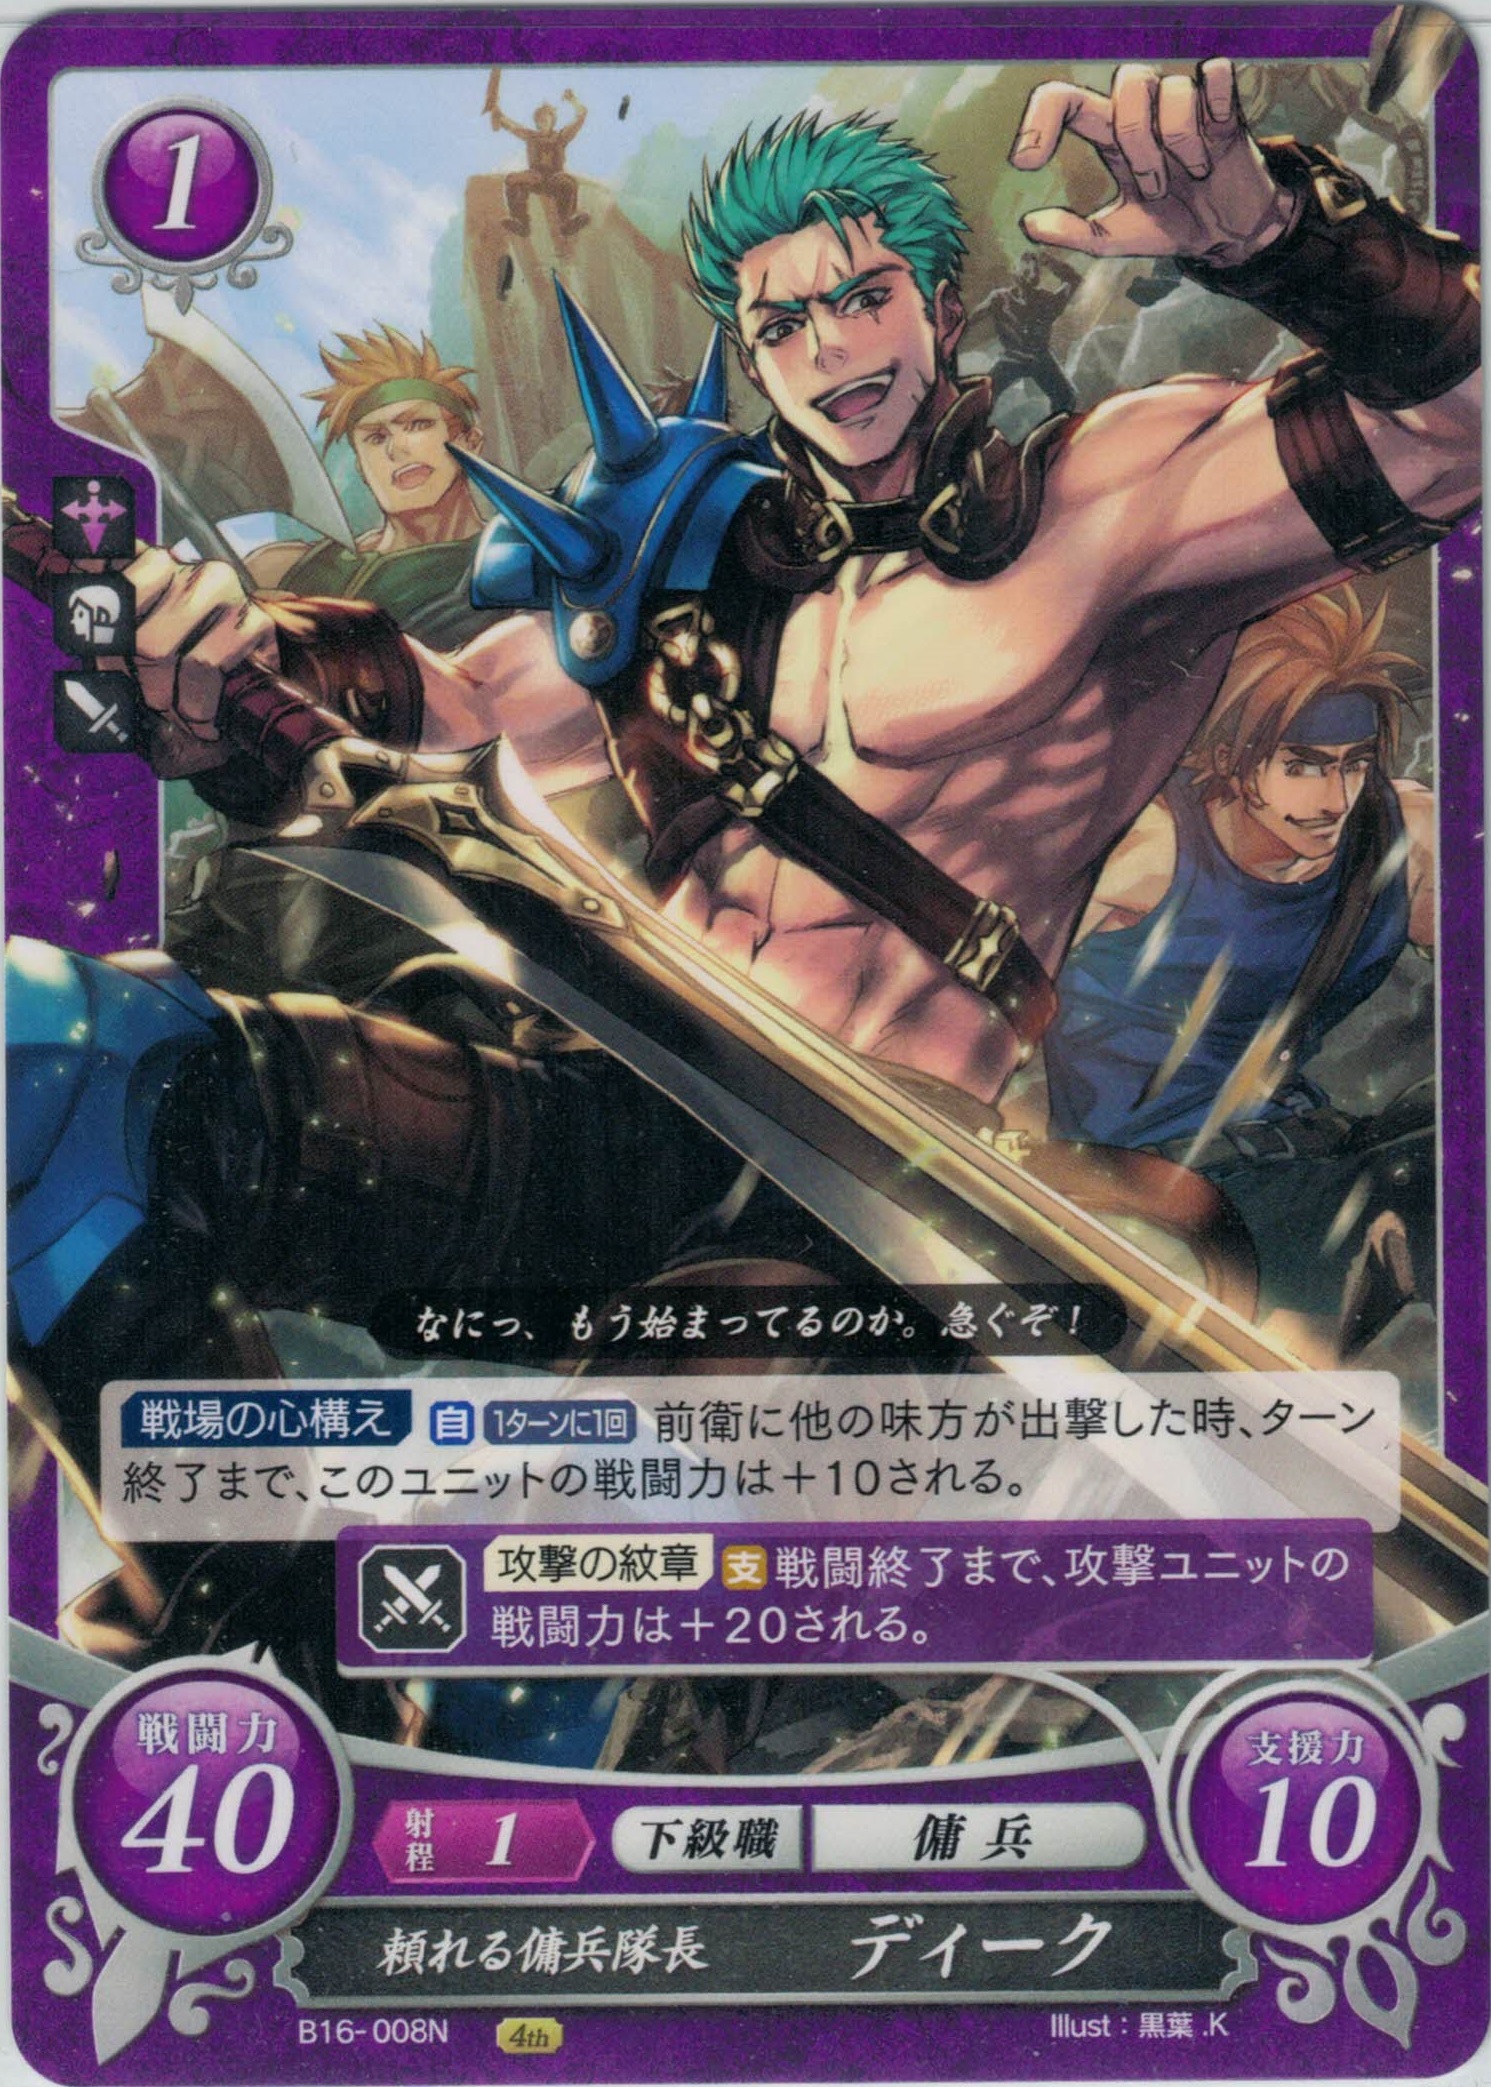 1
なにっ、もう始まってるのか。急ぐぞ！
戦場の心構え 自 1ターンに1回 前衛に他の味方が出撃した時、ターン
終了まで、このユニットの戦闘力は＋10される。
攻撃の紋章 支 戦闘終了まで、攻撃ユニットの
戦闘力は＋20される。
戦闘力
40
射程 1
下級職 傭兵
支援力
10
頼れる傭兵隊長 ディーク
B16-008N 4th Illust：黒葉.K